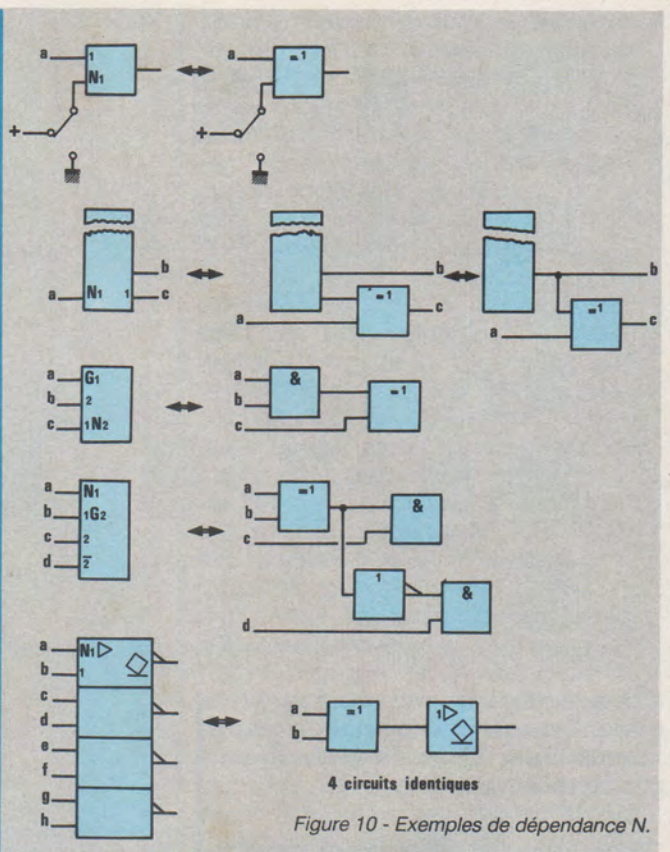 a 1 N1 a = 1
+ +
b b b
a N1 1 c = 1 c = 1 c
a a
a G1 a & = 1
b 2 b
c 1N2 c
a N1 a = 1 &
b 1G2 b
c 2 c
d 2̅ 1 &
d
a N1 ▷
b 1
c a = 1 1 ▷
d b
e
f
g 4 circuits identiques
h
Figure 10 - Exemples de dépendance N.